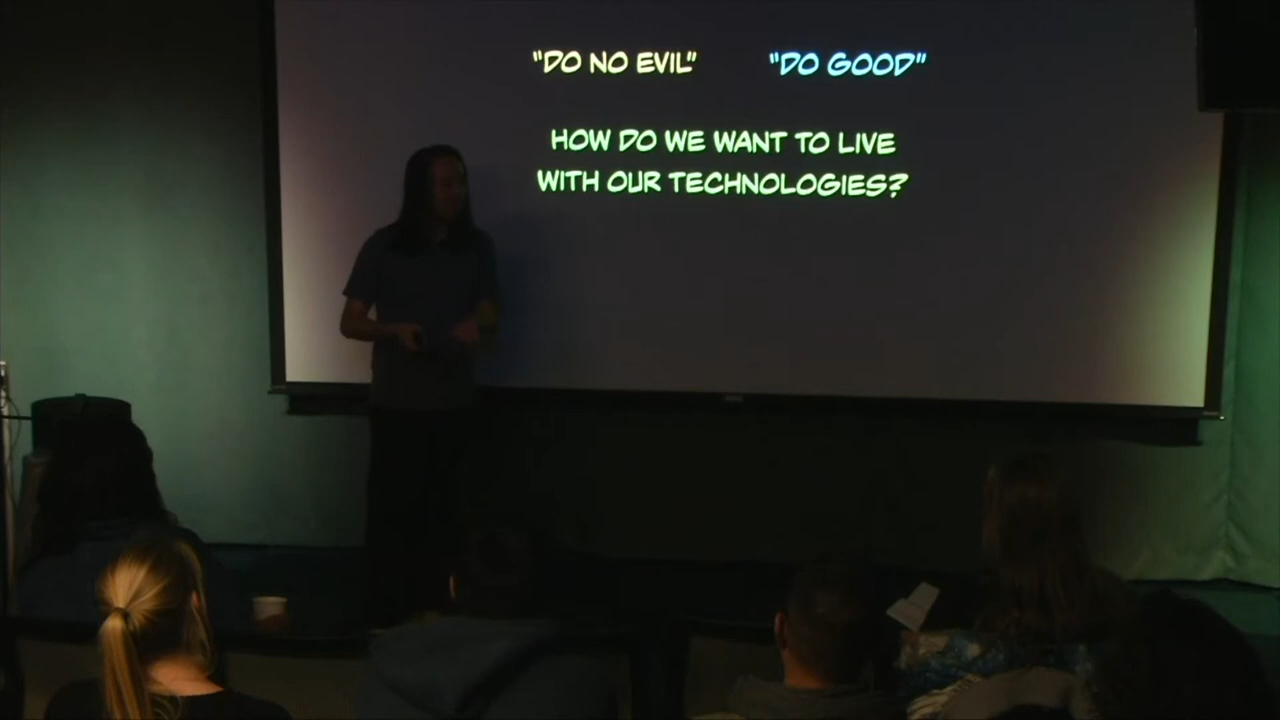 "DO NO EVIL" "DO GOOD"
HOW DO WE WANT TO LIVE
WITH OUR TECHNOLOGIES?